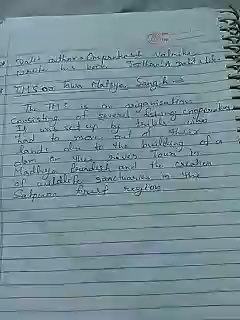 Dalit author Omprakash Valmiki
wrote his book Joothan: A Dalit's Life.
TMS Tawa Matsya Sangh :-
The TMS is an organisation
consisting of several fishing cooperatives
It was set up by tribals who
had to move out of their
lands due to the building of a
dam on the river Tawa in
Madhya Pradesh and the creation
of wildlife sanctuaries in the
Satpura forest region